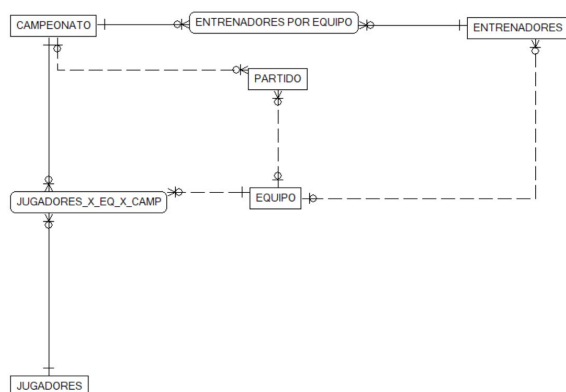 CAMPEONATO
ENTRENADORES POR EQUIPO
ENTRENADORES
PARTIDO
JUGADORES_X_EQ_X_CAMP
EQUIPO
JUGADORES